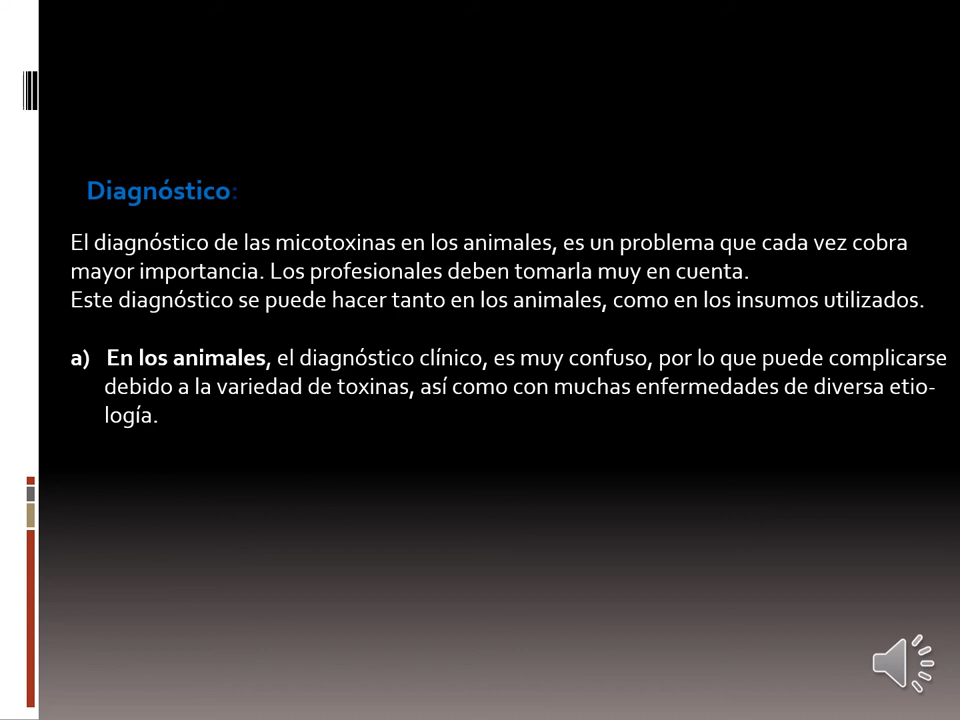 Diagnóstico:
El diagnóstico de las micotoxinas en los animales, es un problema que cada vez cobra
mayor importancia. Los profesionales deben tomarla muy en cuenta.
Este diagnóstico se puede hacer tanto en los animales, como en los insumos utilizados.
a) En los animales, el diagnóstico clínico, es muy confuso, por lo que puede complicarse
debido a la variedad de toxinas, así como con muchas enfermedades de diversa etio-
logía.